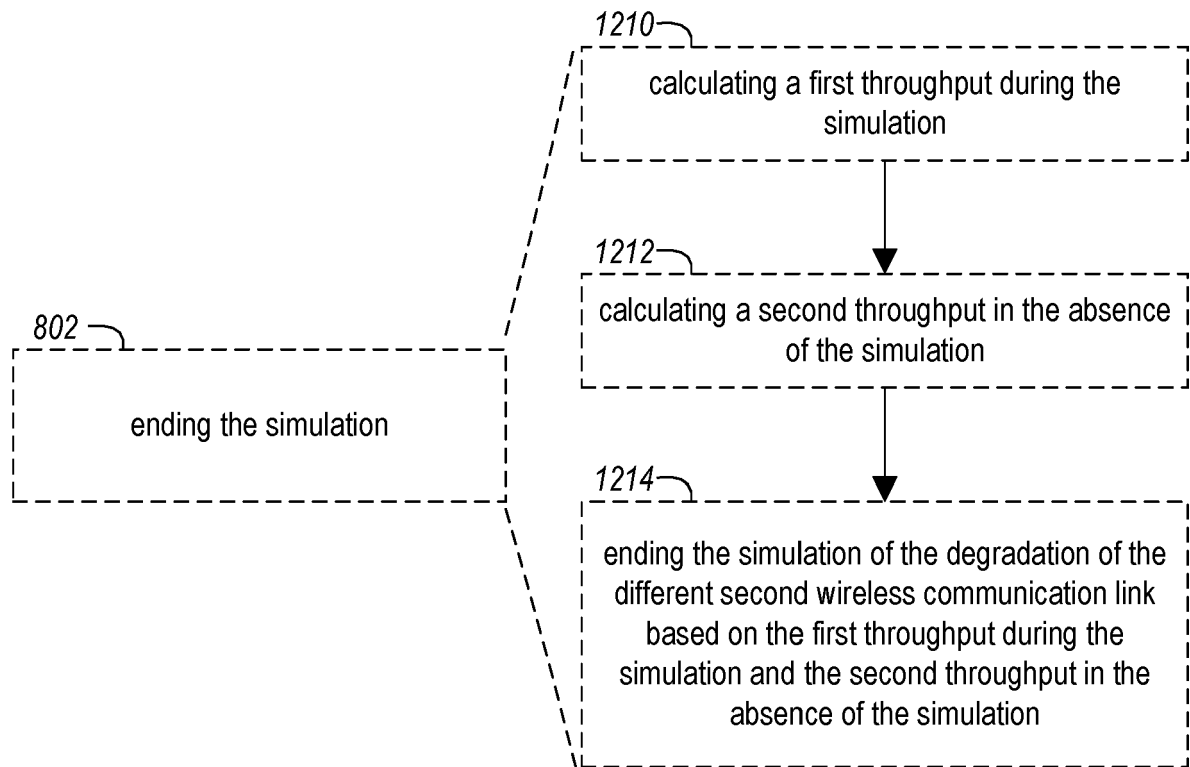 802
ending the simulation
1210
calculating a first throughput during the
simulation
1212
calculating a second throughput in the absence
of the simulation
1214
ending the simulation of the degradation of the
different second wireless communication link
based on the first throughput during the
simulation and the second throughput in the
absence of the simulation